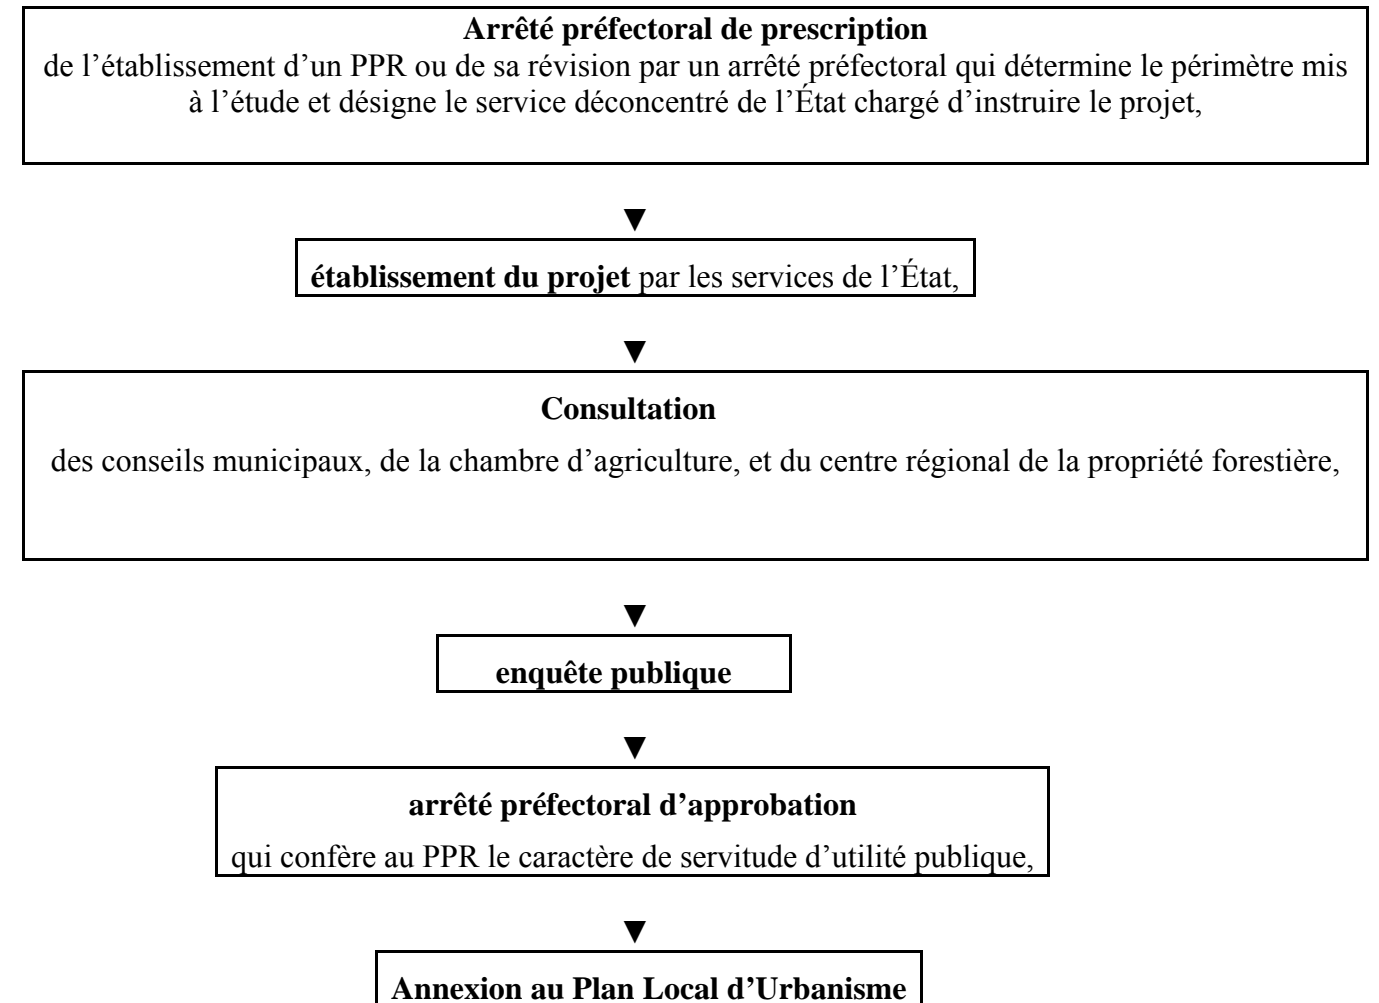 Arrêté préfectoral de prescription
de l’établissement d’un PPR ou de sa révision par un arrêté préfectoral qui détermine le périmètre mis
à l’étude et désigne le service déconcentré de l’État chargé d’instruire le projet,
établissement du projet par les services de l’État,
Consultation
des conseils municipaux, de la chambre d’agriculture, et du centre régional de la propriété forestière,
enquête publique
arrêté préfectoral d’approbation
qui confère au PPR le caractère de servitude d’utilité publique,
Annexion au Plan Local d’Urbanisme